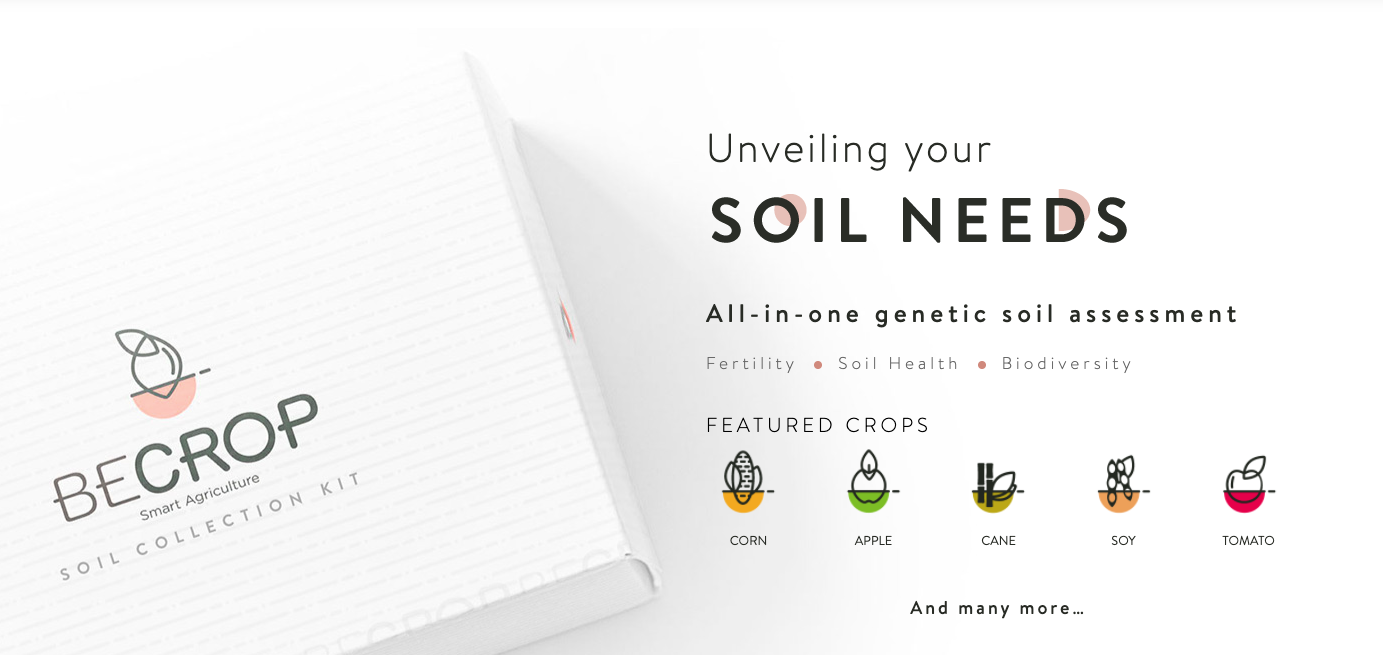 Unveiling your
SOIL NEEDS
All-in-one genetic soil assessment
Fertility • Soil Health • Biodiversity
FEATURED CROPS
CORN APPLE CANE SOY TOMATO
And many more…
BECROP
Smart Agriculture
SOIL COLLECTION KIT